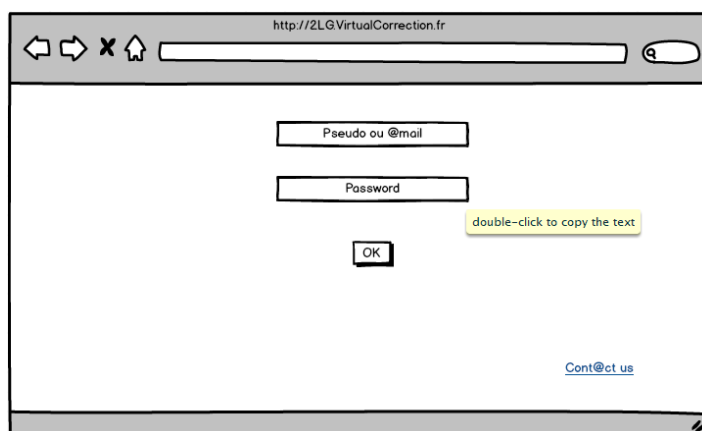 http://2LG.VirtualCorrection.fr
Pseudo ou @mail
Password
double-click to copy the text
OK
Cont@ct us